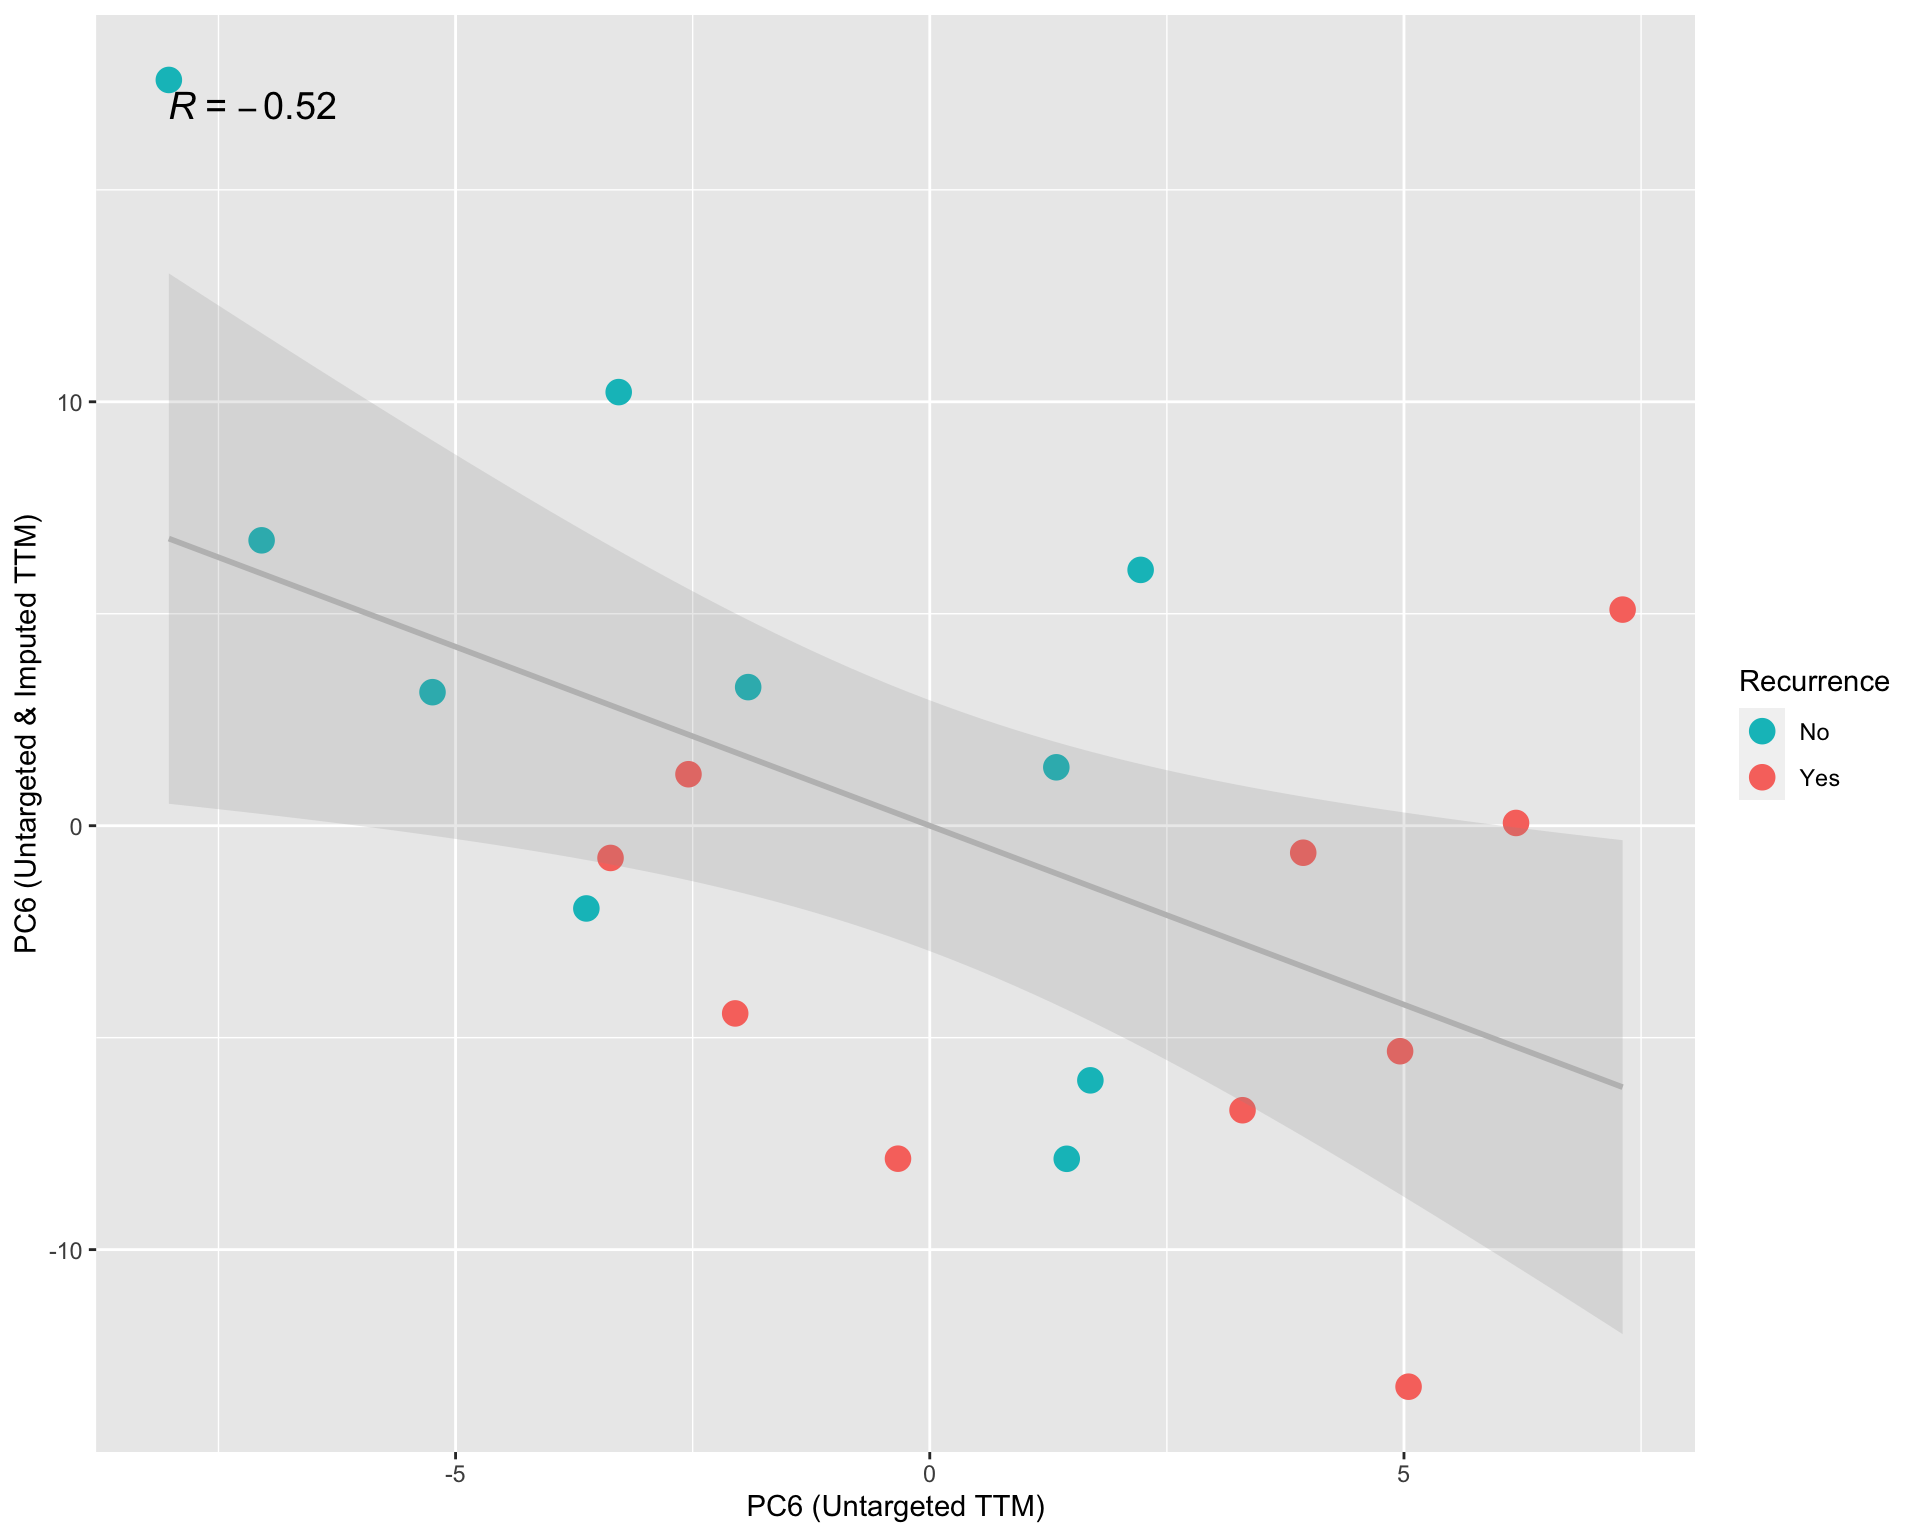 R = −0.52
10
0
-10
PC6 (Untargeted & Imputed TTM)
-5
0
5
PC6 (Untargeted TTM)
Recurrence
No
Yes